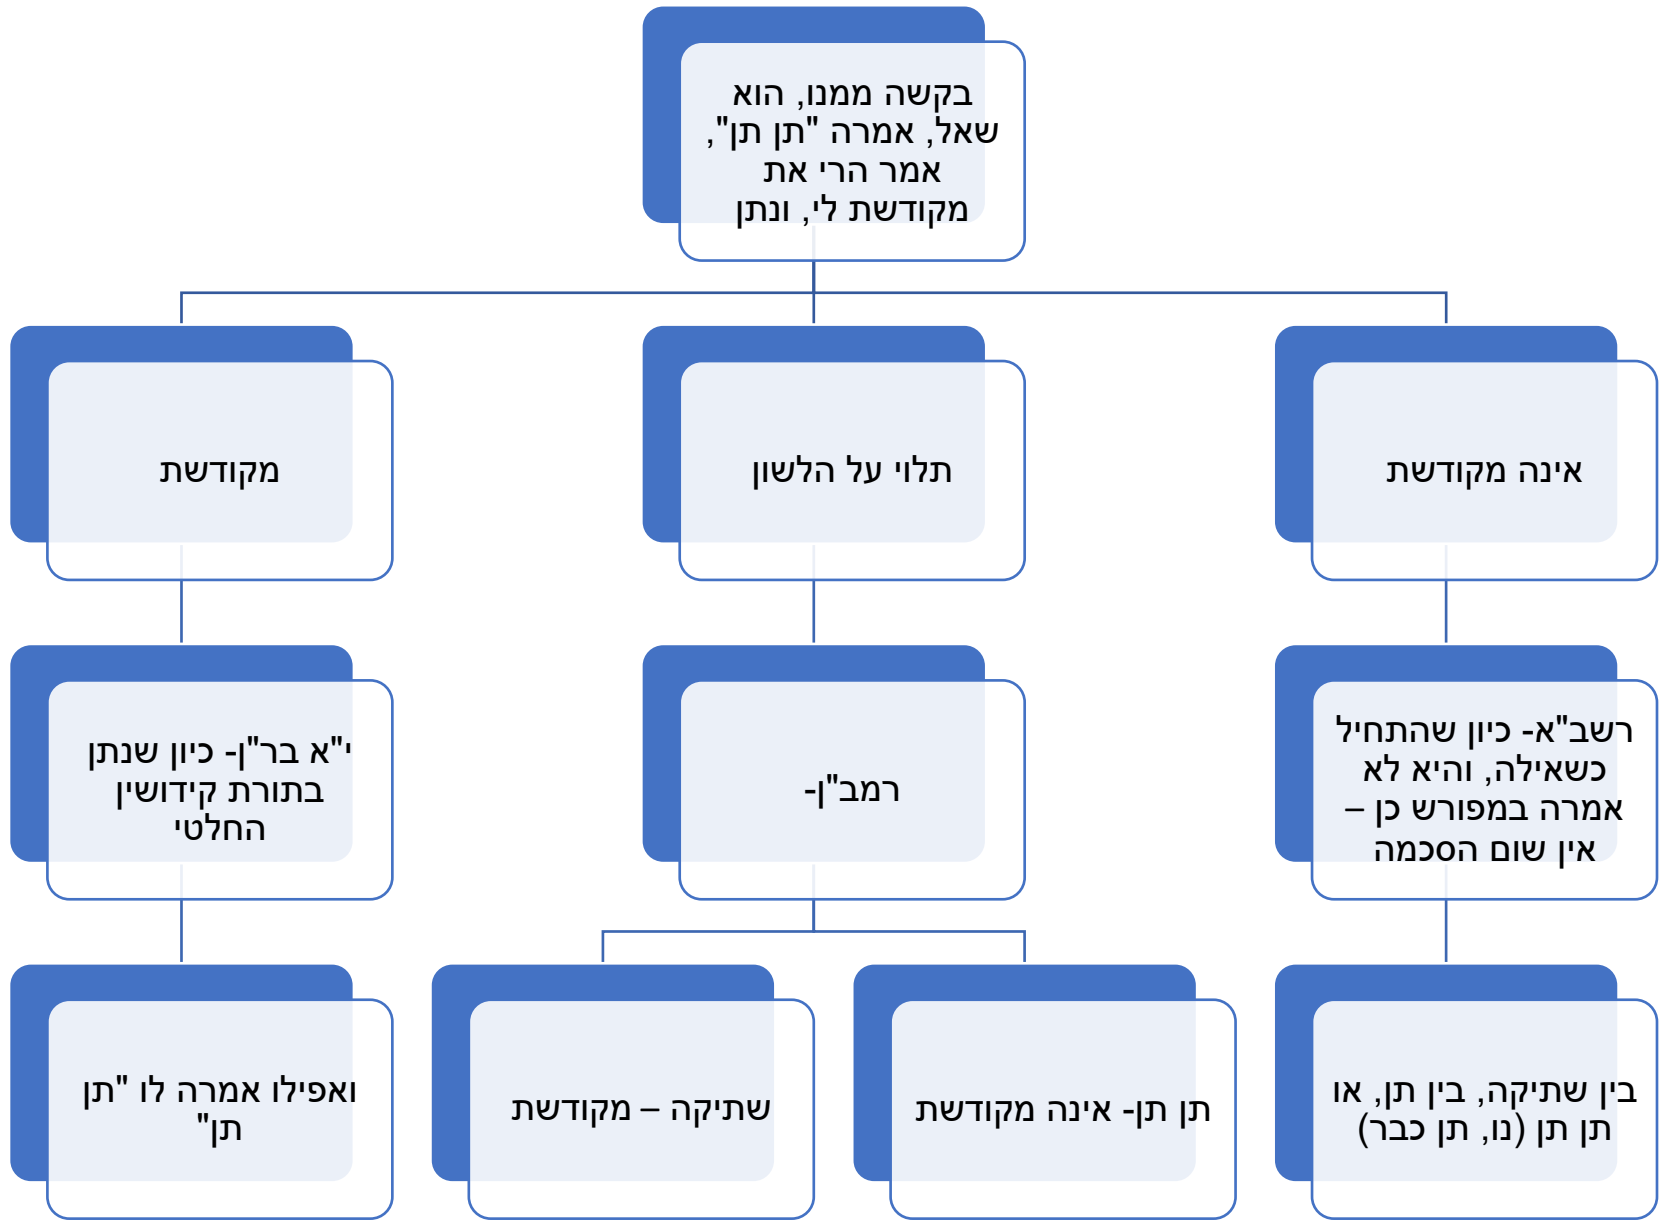 בקשה ממנו, הוא
שאל, אמרה "תן תן",
אמר הרי את
מקודשת לי, ונתן
אינה מקודשת
תלוי על הלשון
מקודשת
רשב"א- כיון שהתחיל
כשאילה, והיא לא
אמרה במפורש כן –
אין שום הסכמה
רמב"ן-
י"א בר"ן- כיון שנתן
בתורת קידושין
החלטי
בין שתיקה, בין תן, או
תן תן (נו, תן כבר)
תן תן- אינה מקודשת
שתיקה – מקודשת
ואפילו אמרה לו "תן
תן"